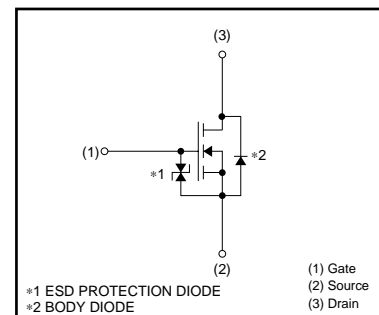 (3)
(1)
∗1
∗2
(2)
(1) Gate
(2) Source
(3) Drain
∗1 ESD PROTECTION DIODE
∗2 BODY DIODE